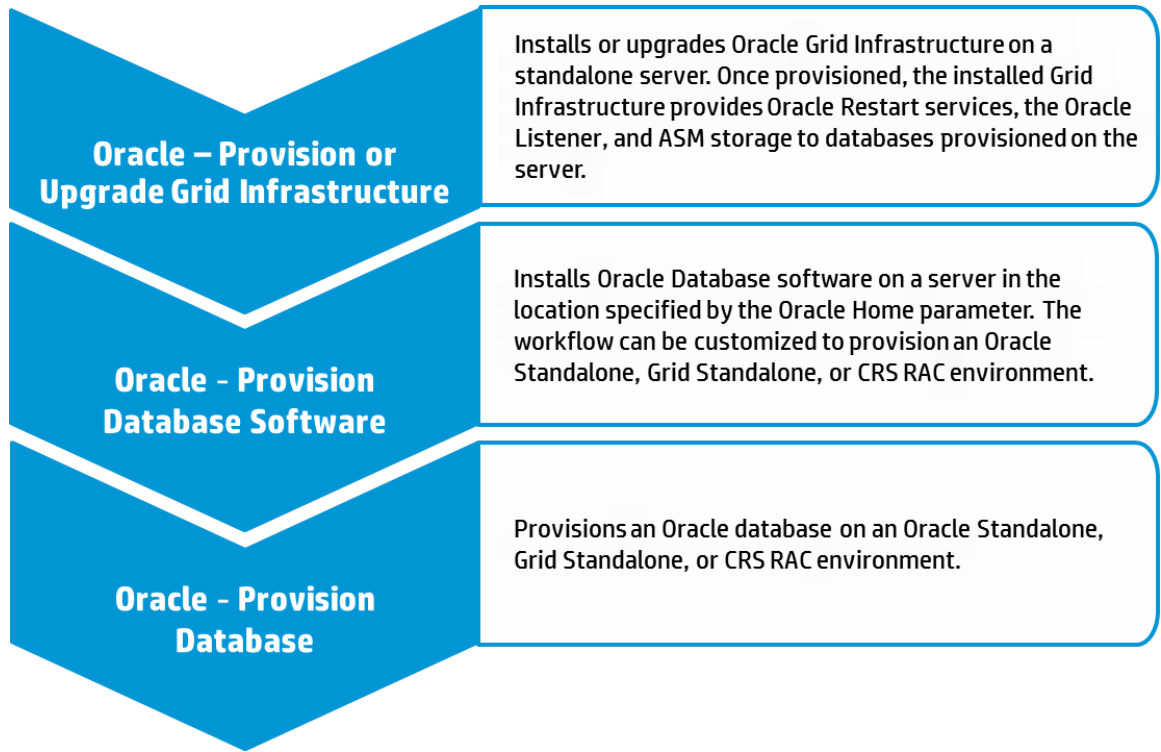 Oracle – Provision or
Upgrade Grid Infrastructure
Installs or upgrades Oracle Grid Infrastructure on a
standalone server. Once provisioned, the installed Grid
Infrastructure provides Oracle Restart services, the Oracle
Listener, and ASM storage to databases provisioned on the
server.
Oracle - Provision
Database Software
Installs Oracle Database software on a server in the
location specified by the Oracle Home parameter. The
workflow can be customized to provision an Oracle
Standalone, Grid Standalone, or CRS RAC environment.
Oracle - Provision
Database
Provisions an Oracle database on an Oracle Standalone,
Grid Standalone, or CRS RAC environment.